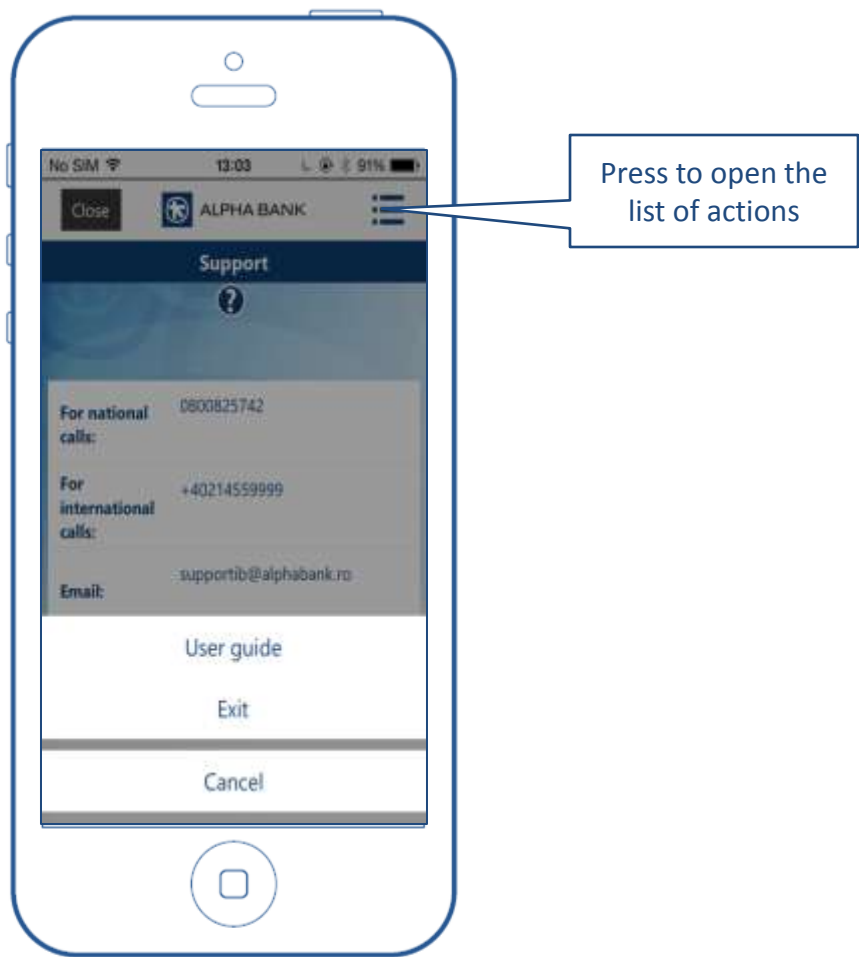 No SIM 13:03 91%
Close ALPHA BANK
Press to open the
list of actions
Support
?
For national
calls:
0800825742
For
international
calls:
+40214559999
Email:
supportib@alphabank.ro
User guide
Exit
Cancel